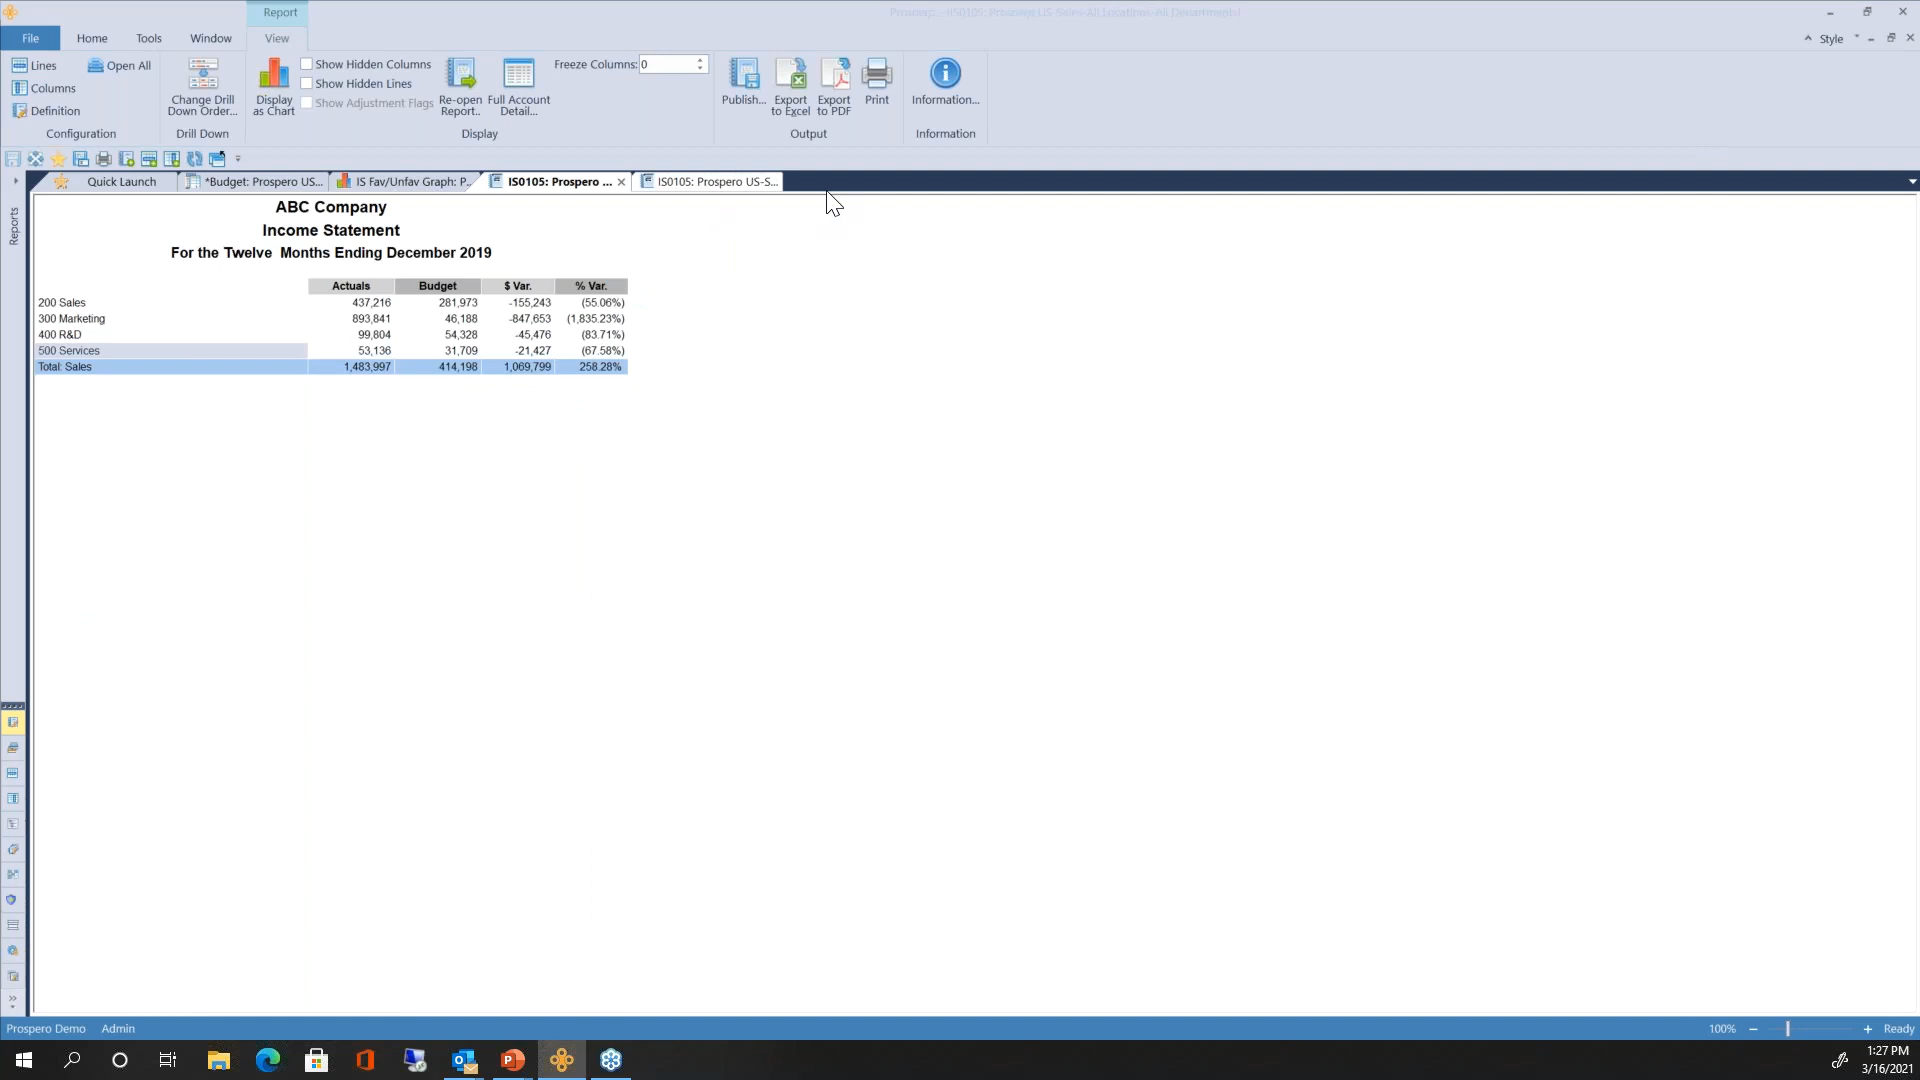 Report
File Home Tools Window View
Style
Lines Open All
Columns
Definition
Configuration
Change Drill
Down Order...
Drill Down
Display
as Chart
Show Hidden Columns
Show Hidden Lines
Show Adjustment Flags
Re-open
Report..
Full Account
Detail...
Freeze Columns: 0
Display
Publish...
Export
to Excel
Export
to PDF
Print
Output
Information...
Information
Quick Launch *Budget: Prospero US... IS Fav/Unfav Graph: P... IS0105: Prospero ... IS0105: Prospero US-S...
Reports
ABC Company
Income Statement
For the Twelve Months Ending December 2019
Actuals Budget $ Var. % Var.
200 Sales 437,216 281,973 -155,243 (55.06%)
300 Marketing 893,841 46,188 -847,653 (1,835.23%)
400 R&D 99,804 54,328 -45,476 (83.71%)
500 Services 53,136 31,709 -21,427 (67.58%)
Total: Sales 1,483,997 414,198 1,069,799 258.28%
Prospero Demo Admin 100% Ready
1:27 PM
3/16/2021